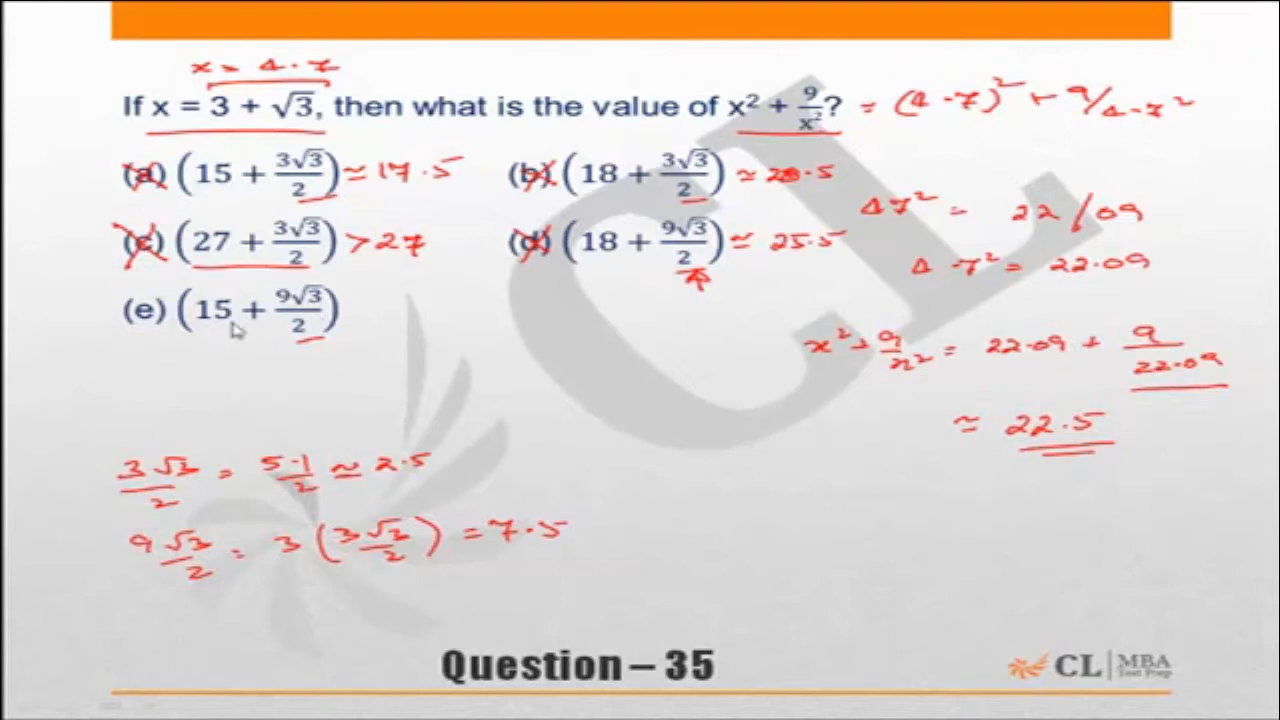 x = 4.7
If x = 3 + √3, then what is the value of x² + 9/x²? = (4.7)² + 9/4.7²
(a) (15 + 3√3/2) ≈ 17.5 (b) (18 + 3√3/2) ≈ 20.5
47² = 22/09
(c) (27 + 3√3/2) > 27 (d) (18 + 9√3/2) ≈ 25.5
4.7² = 22.09
(e) (15 + 9√3/2)
x² + 9/x² = 22.09 + 9/22.09
≈ 22.5
3√3/2 = 5.1/2 ≈ 2.5
9√3/2 = 3(3√3/2) = 7.5
CL
Question – 35
CL MBA
Test Prep